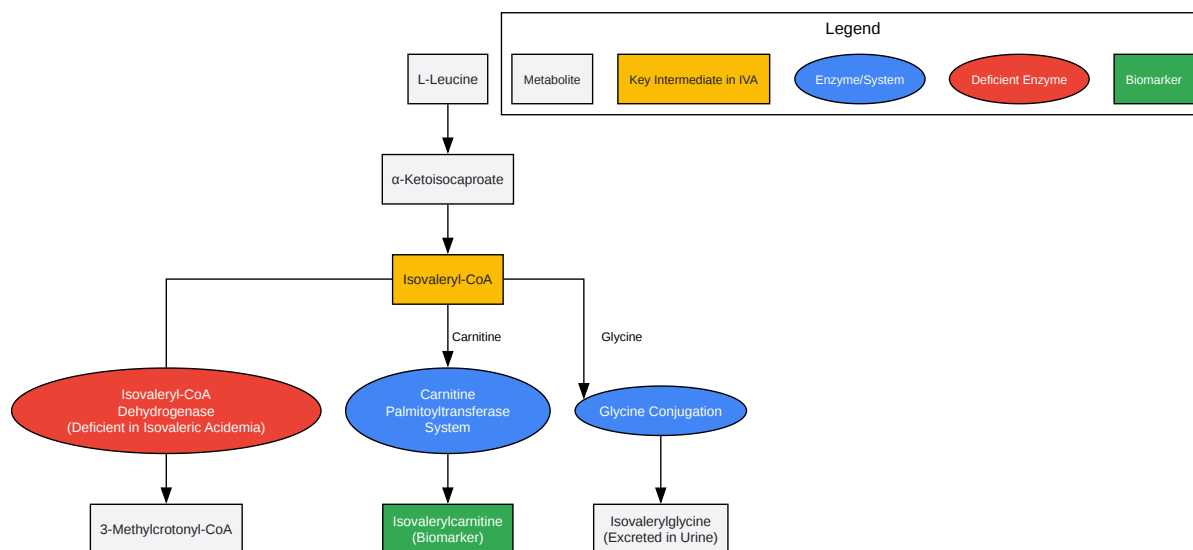 Legend
L-Leucine
Metabolite
Key Intermediate in IVA
Enzyme/System
Deficient Enzyme
Biomarker
α-Ketoisocaproate
Isovaleryl-CoA
Carnitine
Glycine
Isovaleryl-CoA
Dehydrogenase
(Deficient in Isovaleric Acidemia)
Carnitine
Palmitoyltransferase
System
Glycine Conjugation
3-Methylcrotonyl-CoA
Isovalerylcarnitine
(Biomarker)
Isovalerylglycine
(Excreted in Urine)